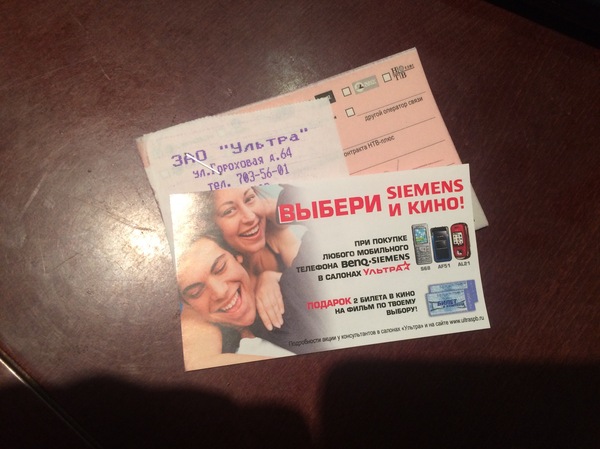 НТВ
другой оператор связи
контракта НТВ-плюс
ЗАО "Ультра"
ул.Гороховая д.64
тел. 703-56-01
ВЫБЕРИ SIEMENS
И КИНО!
ПРИ ПОКУПКЕ
ЛЮБОГО МОБИЛЬНОГО
ТЕЛЕФОНА BENQ-SIEMENS
В САЛОНАХ УЛЬТРА
S68 AF51 AL21
ПОДАРОК 2 БИЛЕТА В КИНО
НА ФИЛЬМ ПО ТВОЕМУ
ВЫБОРУ!
БИЛЕТ
Подробности акции у консультантов в салонах «Ультра» и на сайте www.ultraspb.ru